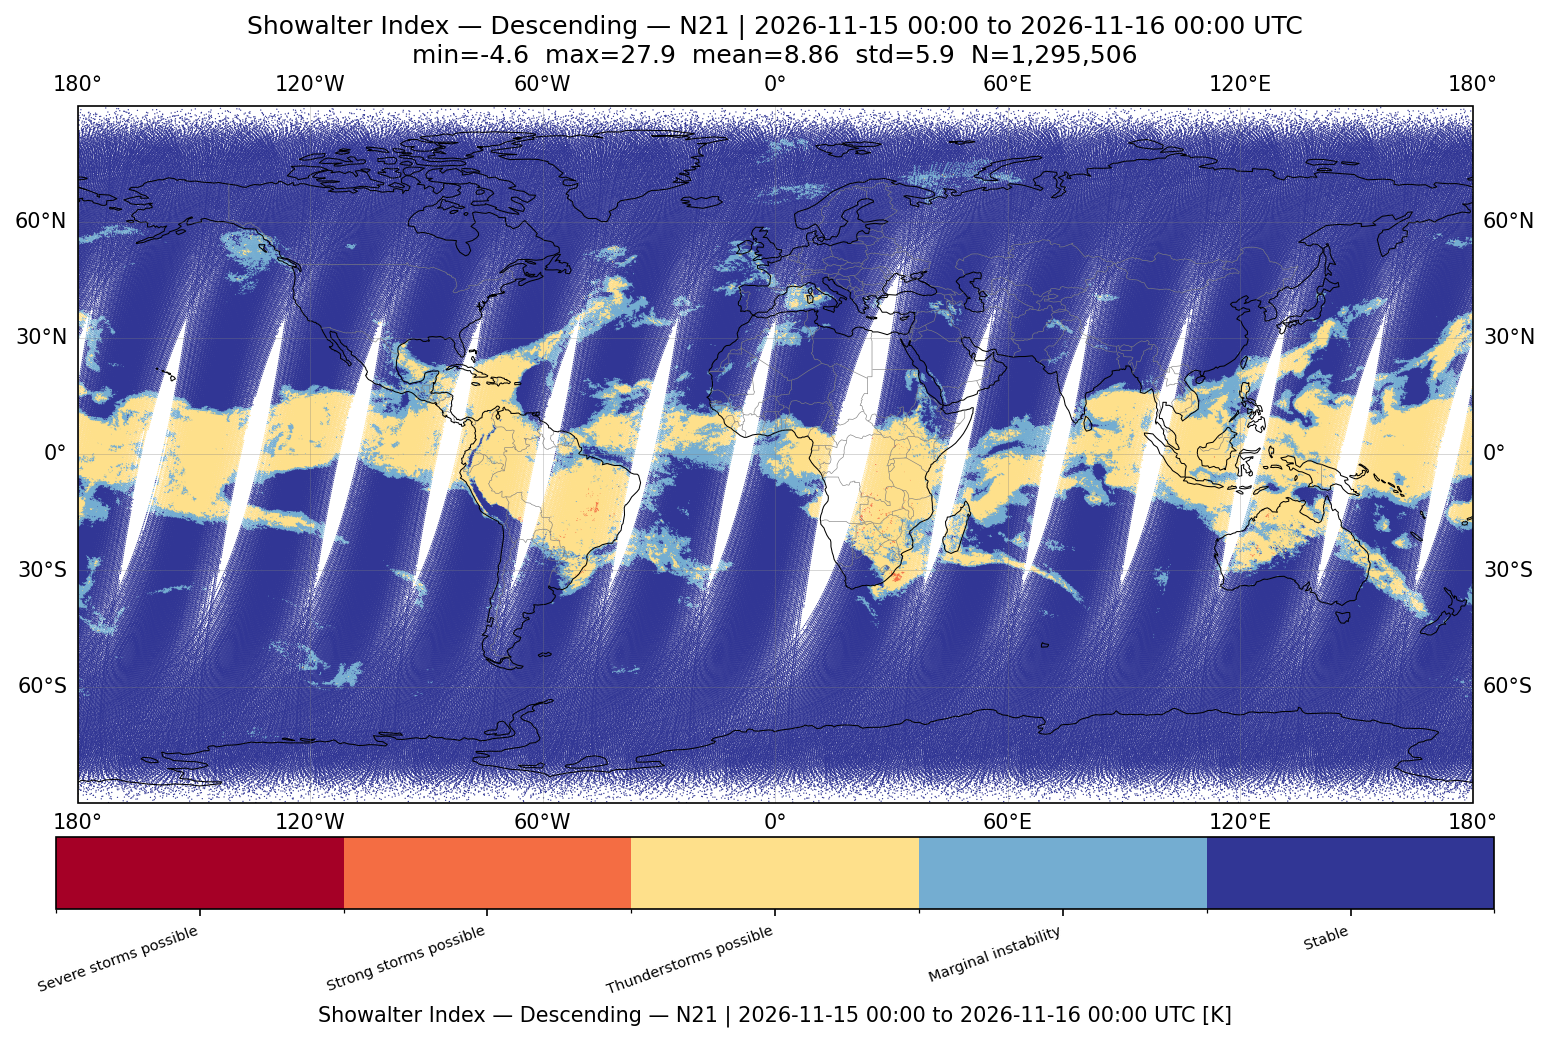 Showalter Index — Descending — N21 | 2026-11-15 00:00 to 2026-11-16 00:00 UTC
min=-4.6  max=27.9  mean=8.86  std=5.9  N=1,295,506
180° 120°W 60°W 0° 60°E 120°E 180°
60°N 60°N
30°N 30°N
0° 0°
30°S 30°S
60°S 60°S
180° 120°W 60°W 0° 60°E 120°E 180°
Severe storms possible
Strong storms possible
Thunderstorms possible
Marginal instability
Stable
Showalter Index — Descending — N21 | 2026-11-15 00:00 to 2026-11-16 00:00 UTC [K]